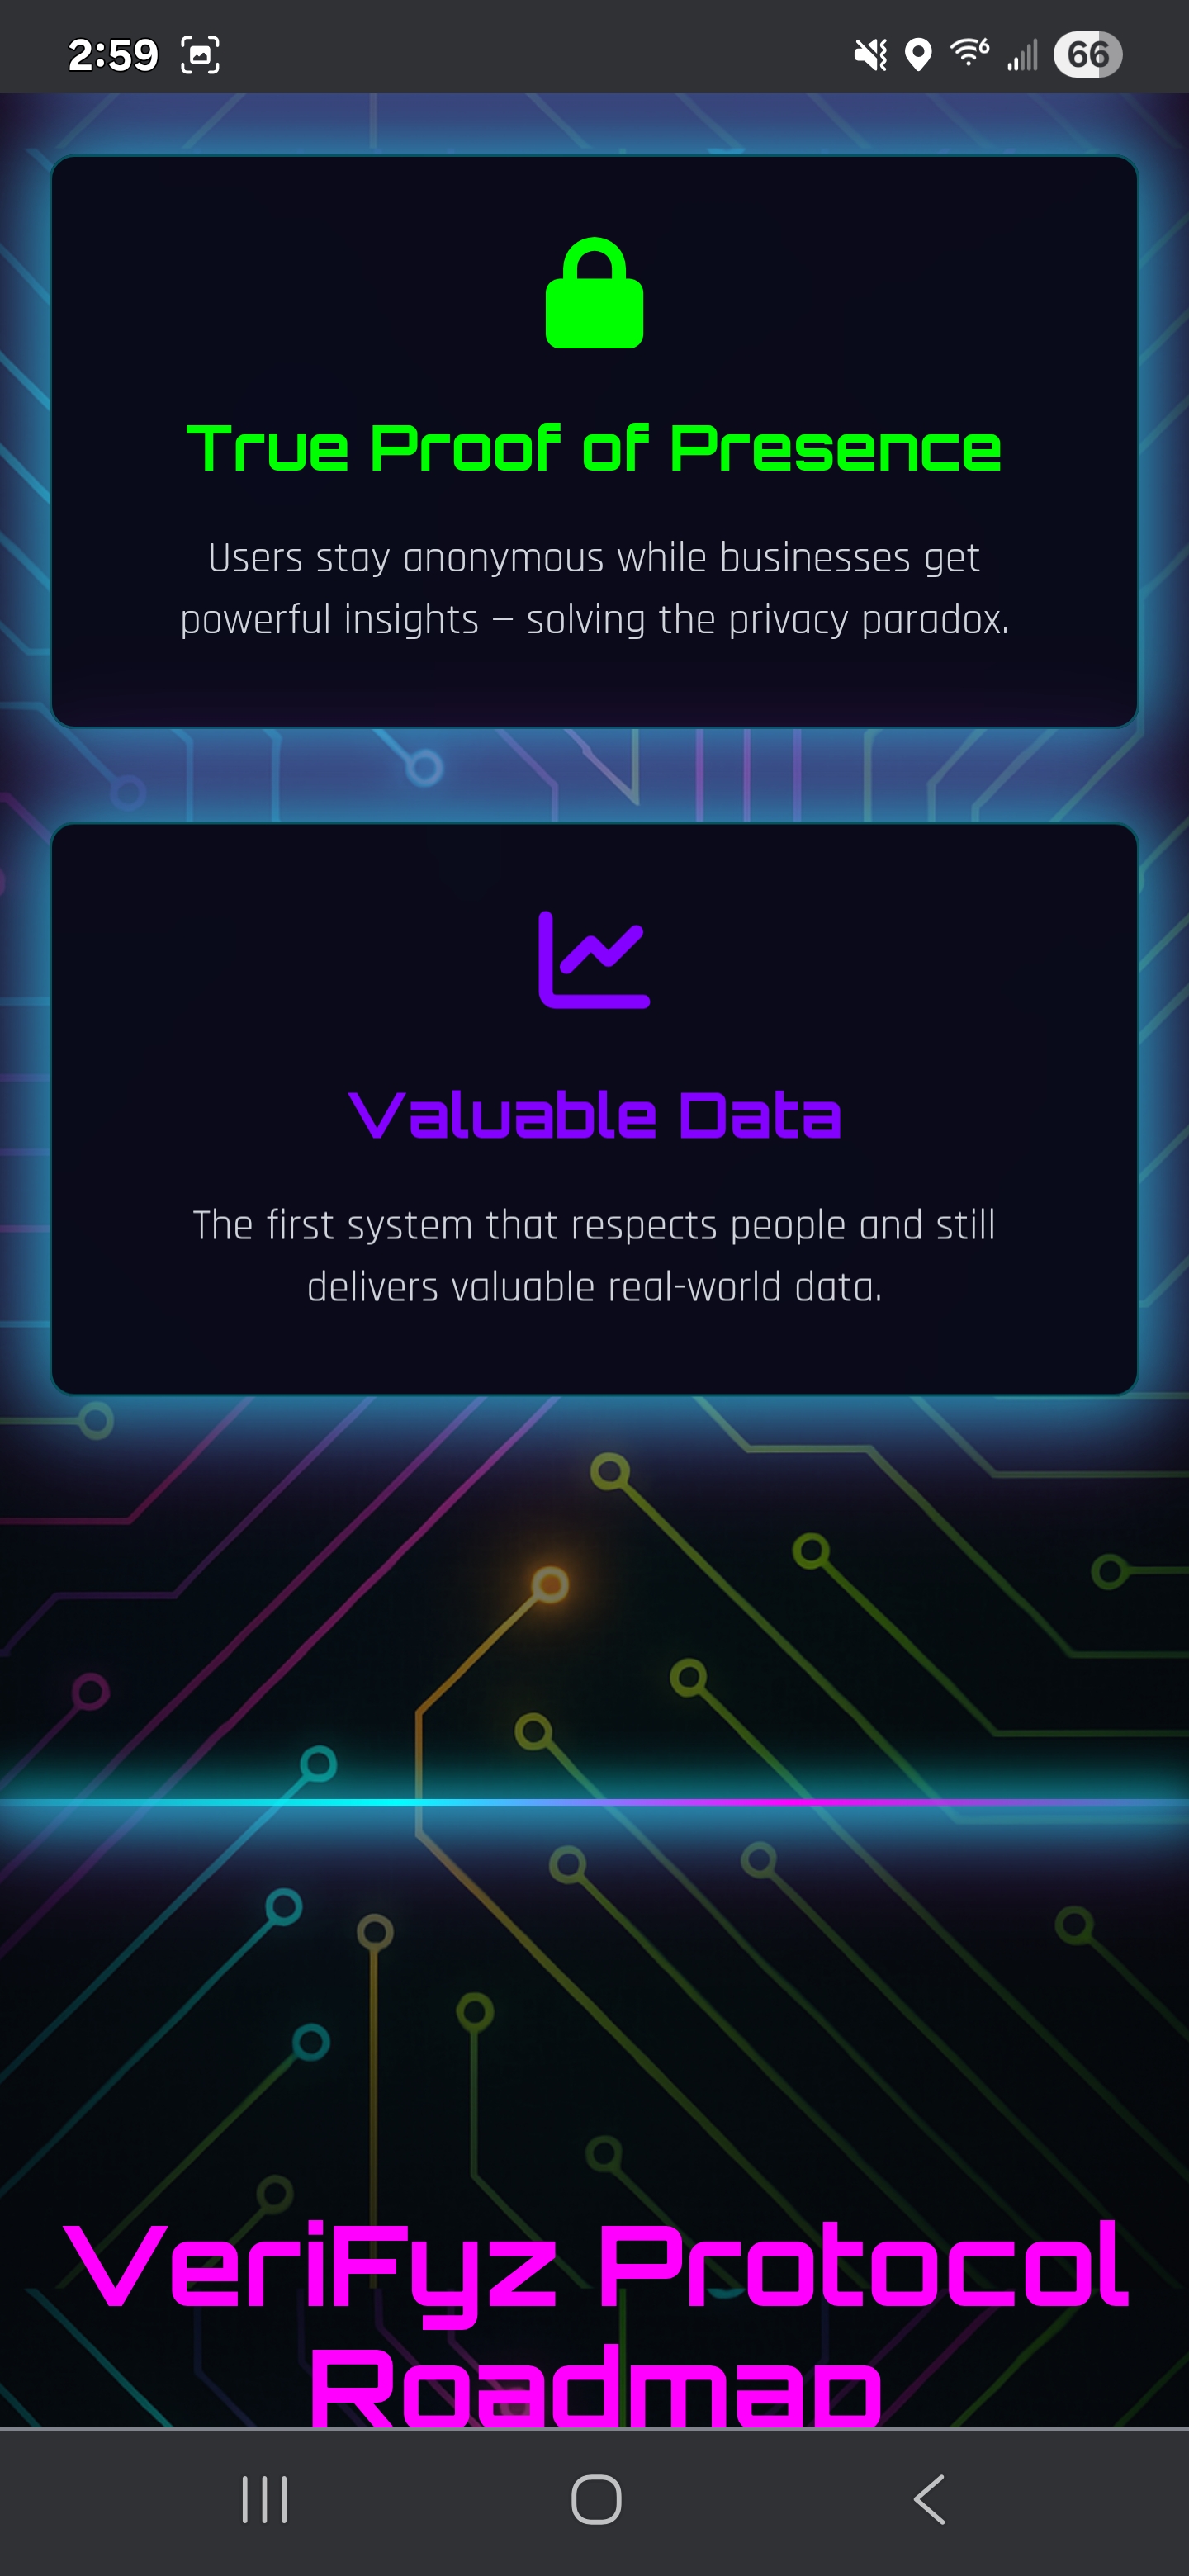 2:59
6
66
True Proof of Presence
Users stay anonymous while businesses get
powerful insights – solving the privacy paradox.
Valuable Data
The first system that respects people and still
delivers valuable real-world data.
VeriFyz Protocol
Roadmap